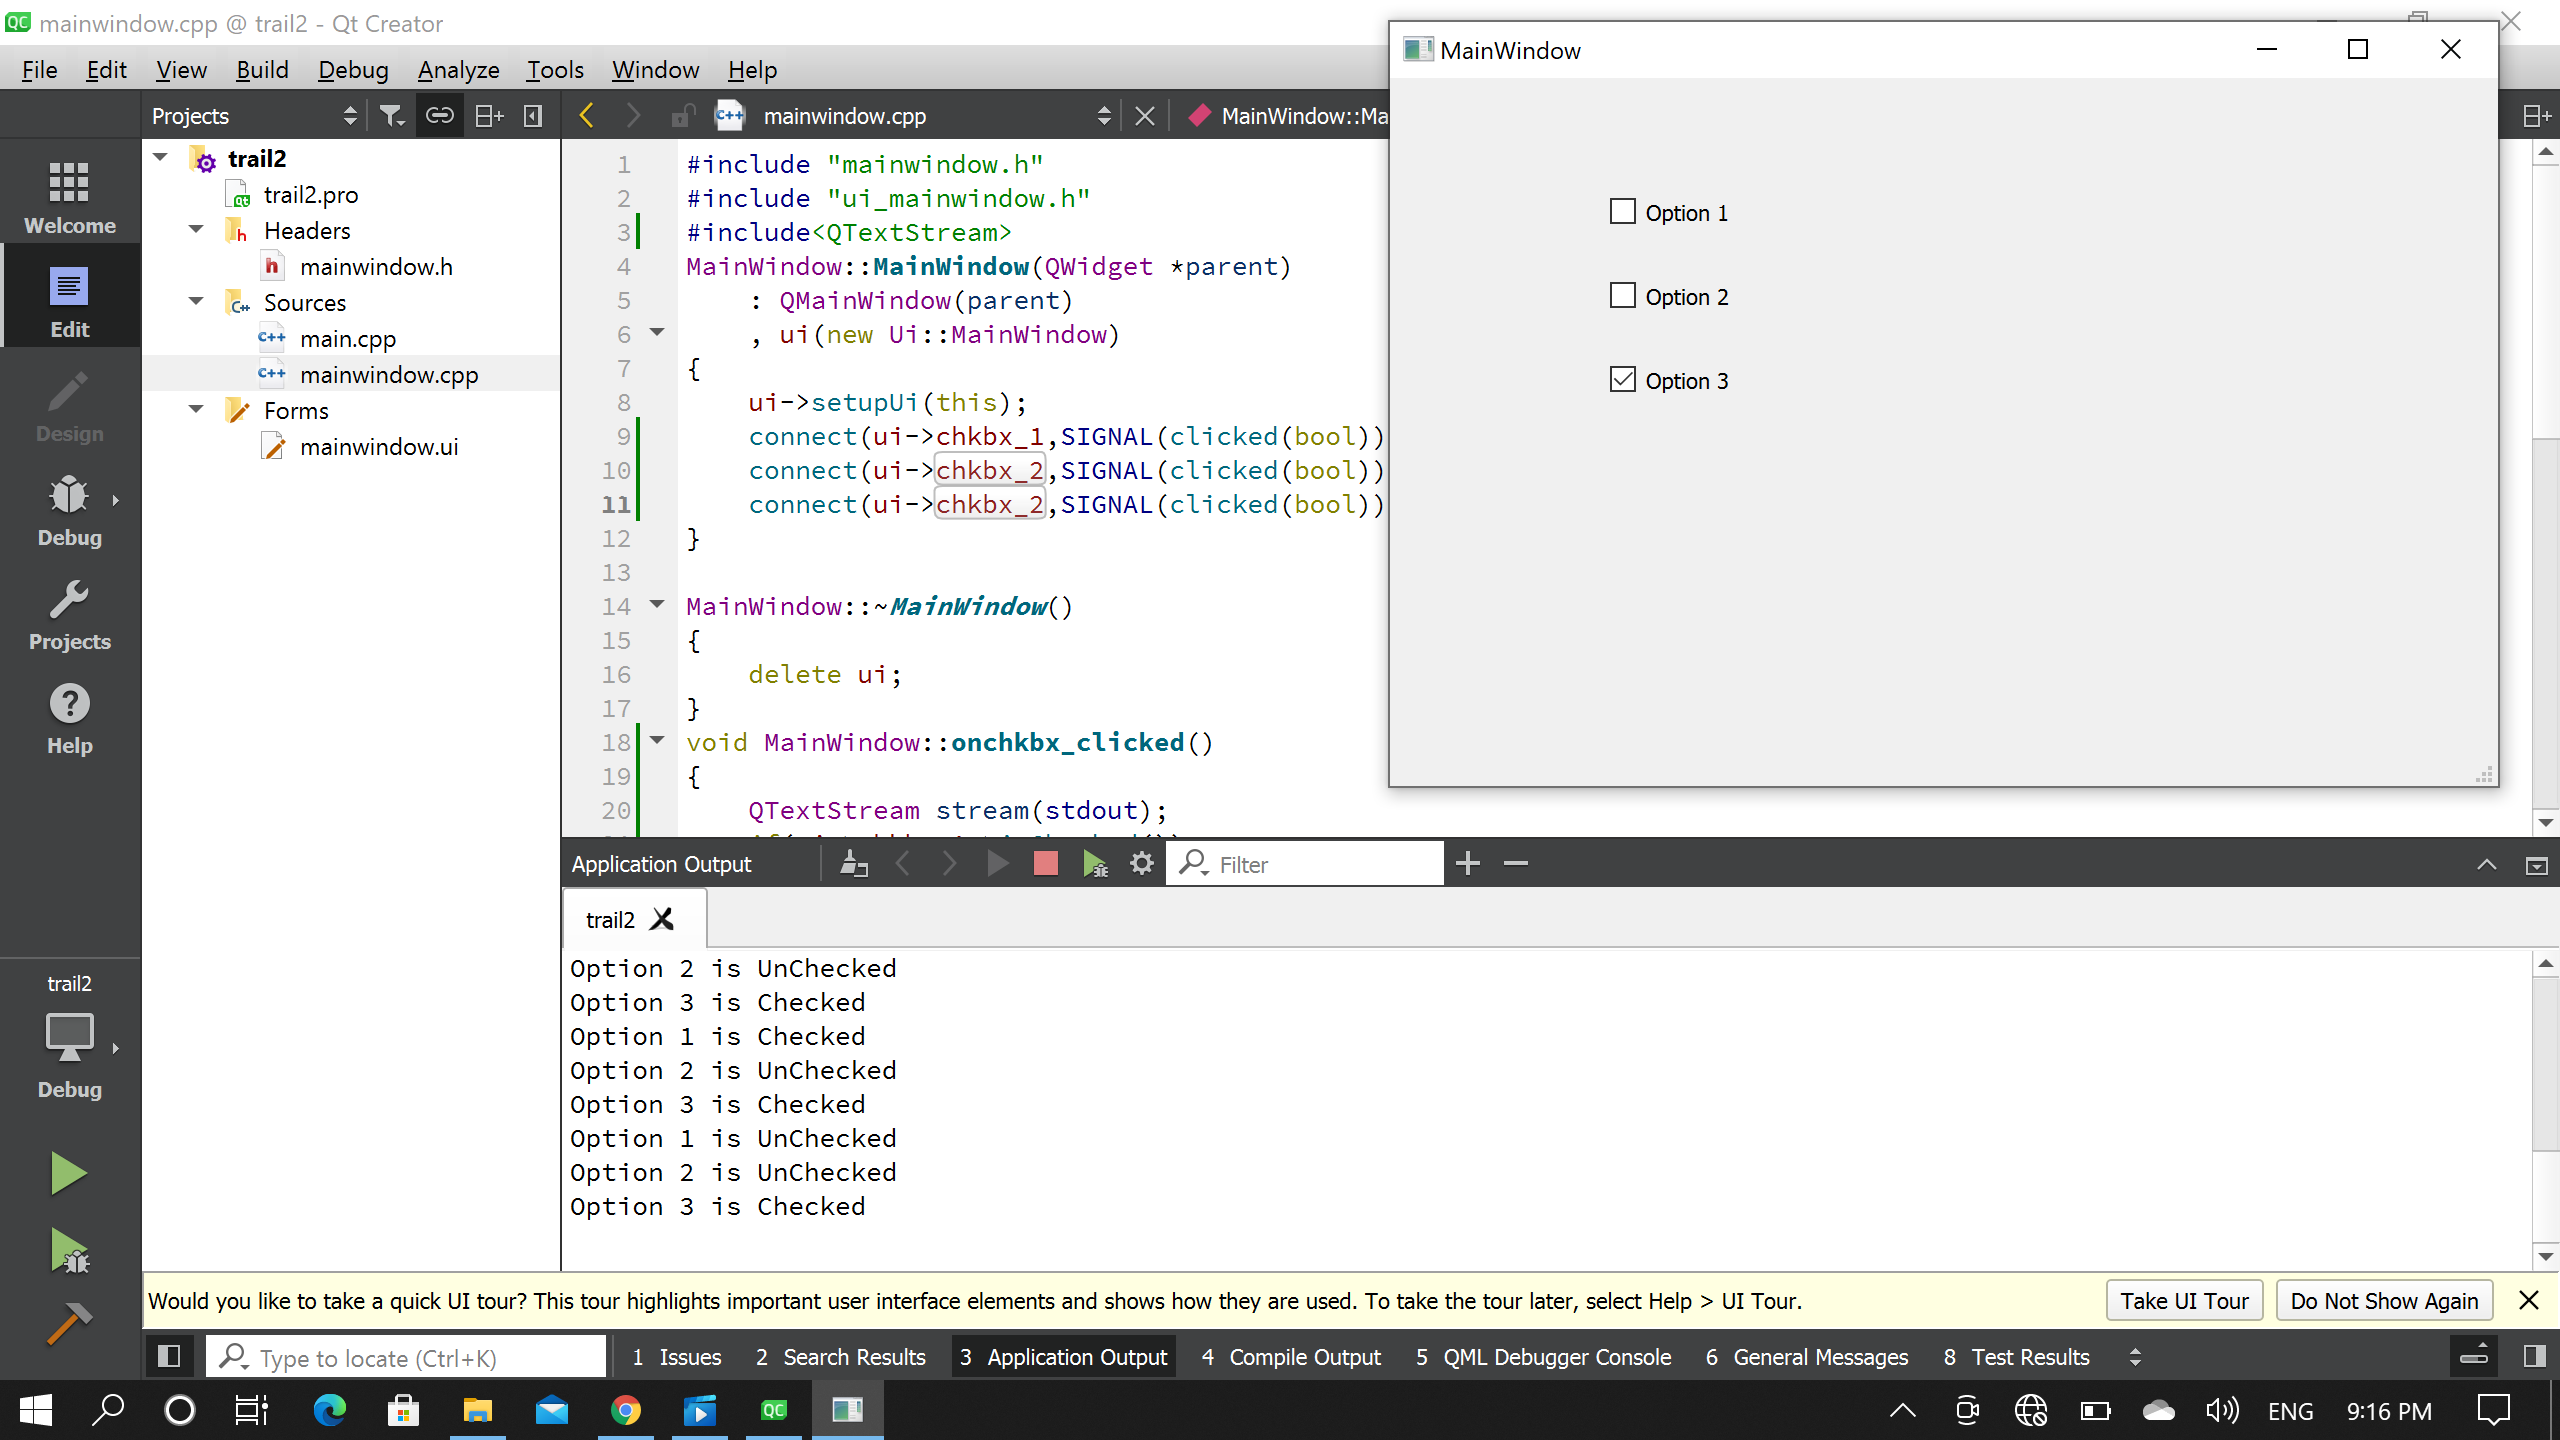 mainwindow.cpp @ trail2 - Qt Creator
File Edit View Build Debug Analyze Tools Window Help
Projects
mainwindow.cpp
MainWindow::Ma
Welcome
Edit
Design
Debug
Projects
Help
trail2
Debug
trail2
trail2.pro
Headers
mainwindow.h
Sources
main.cpp
mainwindow.cpp
Forms
mainwindow.ui
1 #include "mainwindow.h"
2 #include "ui_mainwindow.h"
3 #include<QTextStream>
4 MainWindow::MainWindow(QWidget *parent)
5 : QMainWindow(parent)
6 , ui(new Ui::MainWindow)
7 {
8 ui->setupUi(this);
9 connect(ui->chkbx_1,SIGNAL(clicked(bool))
10 connect(ui->chkbx_2,SIGNAL(clicked(bool))
11 connect(ui->chkbx_2,SIGNAL(clicked(bool))
12 }
13
14 MainWindow::~MainWindow()
15 {
16 delete ui;
17 }
18 void MainWindow::onchkbx_clicked()
19 {
20 QTextStream stream(stdout);
MainWindow
Option 1
Option 2
Option 3
Application Output
Filter
trail2
Option 2 is UnChecked
Option 3 is Checked
Option 1 is Checked
Option 2 is UnChecked
Option 3 is Checked
Option 1 is UnChecked
Option 2 is UnChecked
Option 3 is Checked
Would you like to take a quick UI tour? This tour highlights important user interface elements and shows how they are used. To take the tour later, select Help > UI Tour.
Take UI Tour
Do Not Show Again
Type to locate (Ctrl+K)
1 Issues 2 Search Results 3 Application Output 4 Compile Output 5 QML Debugger Console 6 General Messages 8 Test Results
ENG 9:16 PM